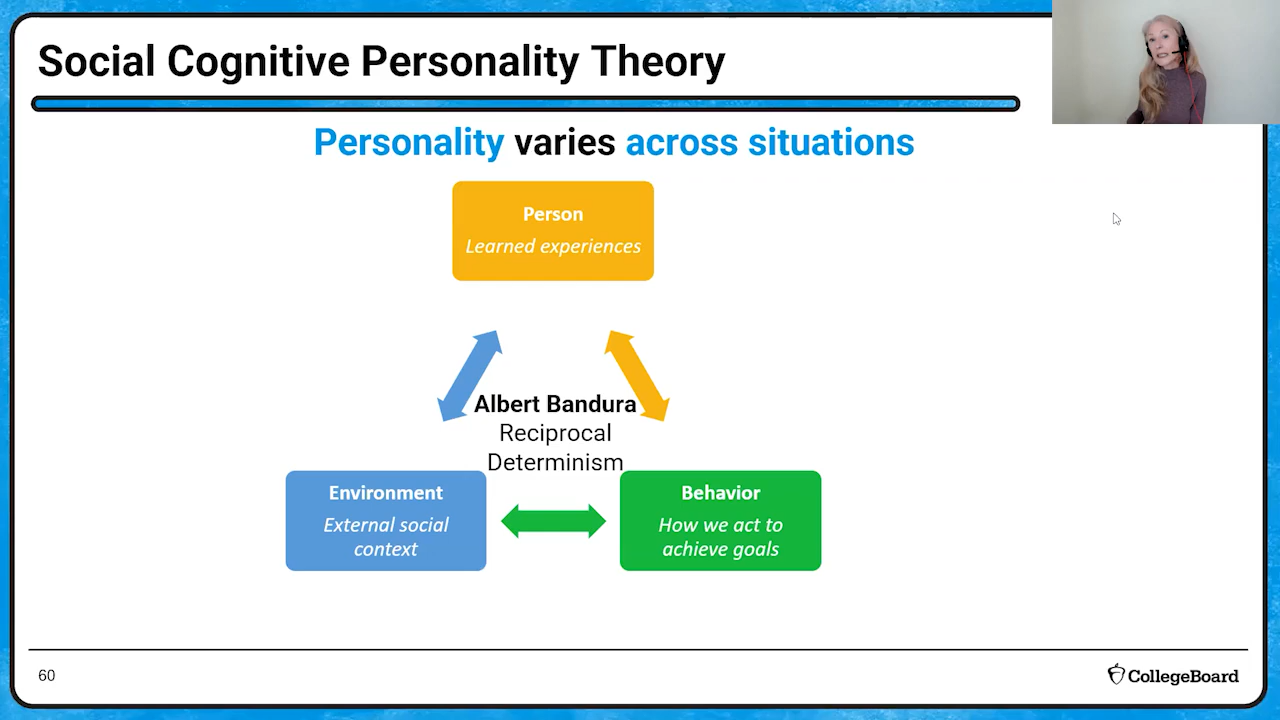 Social Cognitive Personality Theory
Personality varies across situations
Person
Learned experiences
Albert Bandura
Reciprocal
Determinism
Environment
External social
context
Behavior
How we act to
achieve goals
60
CollegeBoard